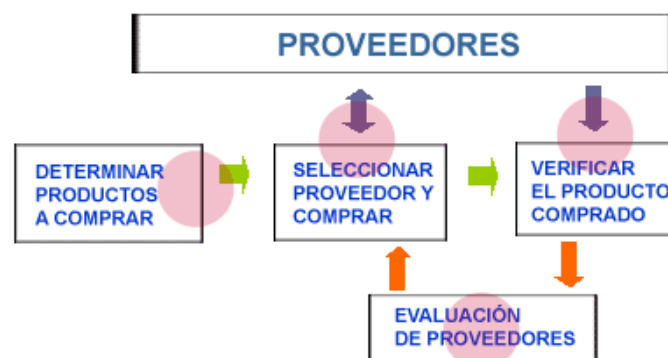 PROVEEDORES
DETERMINAR
PRODUCTOS
A COMPRAR
SELECCIONAR
PROVEEDOR Y
COMPRAR
VERIFICAR
EL PRODUCTO
COMPRADO
EVALUACIÓN
DE PROVEEDORES